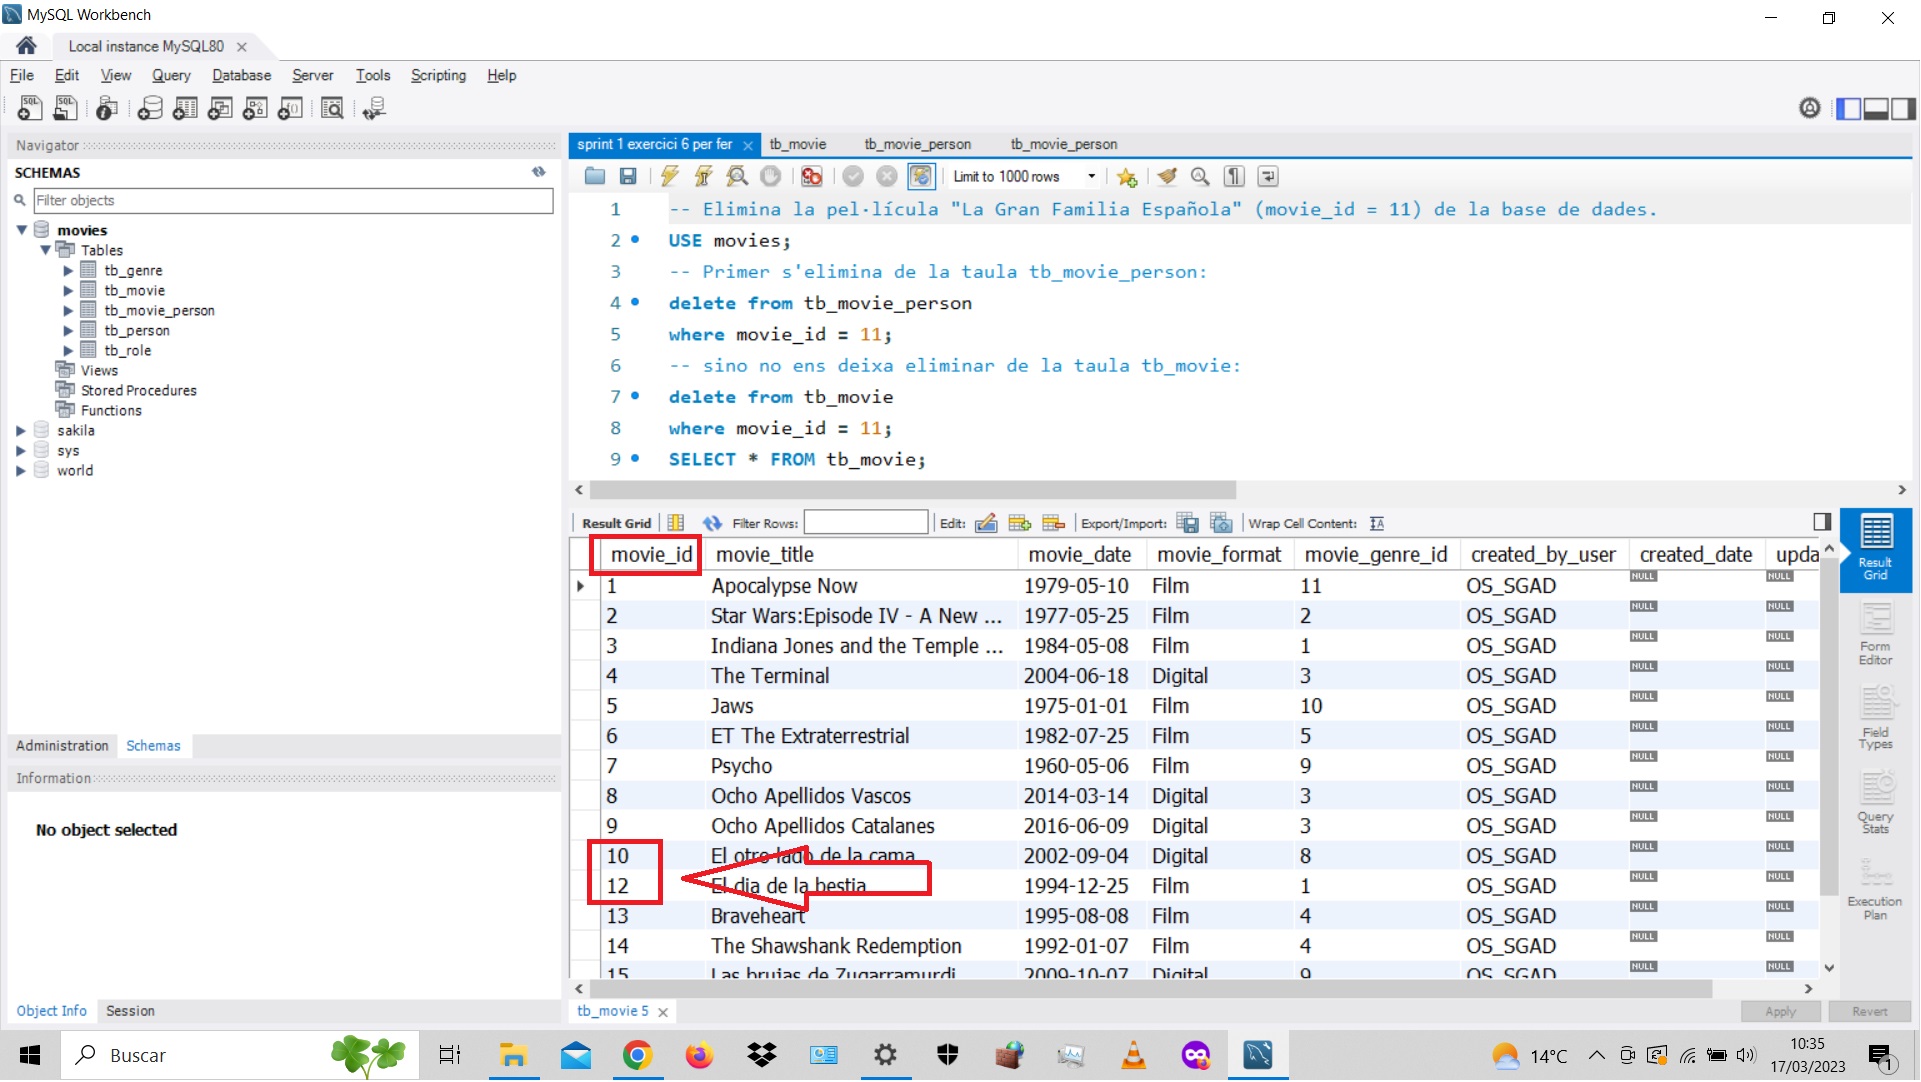 MySQL Workbench
Local instance MySQL80
File Edit View Query Database Server Tools Scripting Help
Navigator
SCHEMAS
Filter objects
movies
Tables
tb_genre
tb_movie
tb_movie_person
tb_person
tb_role
Views
Stored Procedures
Functions
sakila
sys
world
Administration Schemas
Information
No object selected
Object Info Session
sprint 1 exercici 6 per fer tb_movie tb_movie_person tb_movie_person
Limit to 1000 rows
1 -- Elimina la pel·lícula "La Gran Familia Española" (movie_id = 11) de la base de dades.
2 USE movies;
3 -- Primer s'elimina de la taula tb_movie_person:
4 delete from tb_movie_person
5 where movie_id = 11;
6 -- sino no ens deixa eliminar de la taula tb_movie:
7 delete from tb_movie
8 where movie_id = 11;
9 SELECT * FROM tb_movie;
Result Grid Filter Rows: Edit: Export/Import: Wrap Cell Content:
movie_id movie_title movie_date movie_format movie_genre_id created_by_user created_date upda
1 Apocalypse Now 1979-05-10 Film 11 OS_SGAD NULL NULL
2 Star Wars:Episode IV - A New ... 1977-05-25 Film 2 OS_SGAD NULL NULL
3 Indiana Jones and the Temple ... 1984-05-08 Film 1 OS_SGAD NULL NULL
4 The Terminal 2004-06-18 Digital 3 OS_SGAD NULL NULL
5 Jaws 1975-01-01 Film 10 OS_SGAD NULL NULL
6 ET The Extraterrestrial 1982-07-25 Film 5 OS_SGAD NULL NULL
7 Psycho 1960-05-06 Film 9 OS_SGAD NULL NULL
8 Ocho Apellidos Vascos 2014-03-14 Digital 3 OS_SGAD NULL NULL
9 Ocho Apellidos Catalanes 2016-06-09 Digital 3 OS_SGAD NULL NULL
10 El otro lado de la cama 2002-09-04 Digital 8 OS_SGAD NULL NULL
12 El dia de la bestia 1994-12-25 Film 1 OS_SGAD NULL NULL
13 Braveheart 1995-08-08 Film 4 OS_SGAD NULL NULL
14 The Shawshank Redemption 1992-01-07 Film 4 OS_SGAD NULL NULL
15 Las brujas de Zugarramurdi 2009-10-07 Digital 9 OS_SGAD NULL NULL
Result
Grid
Form
Editor
Field
Types
Query
Stats
Execution
Plan
tb_movie 5
Apply Revert
Buscar
14°C
10:35
17/03/2023
1